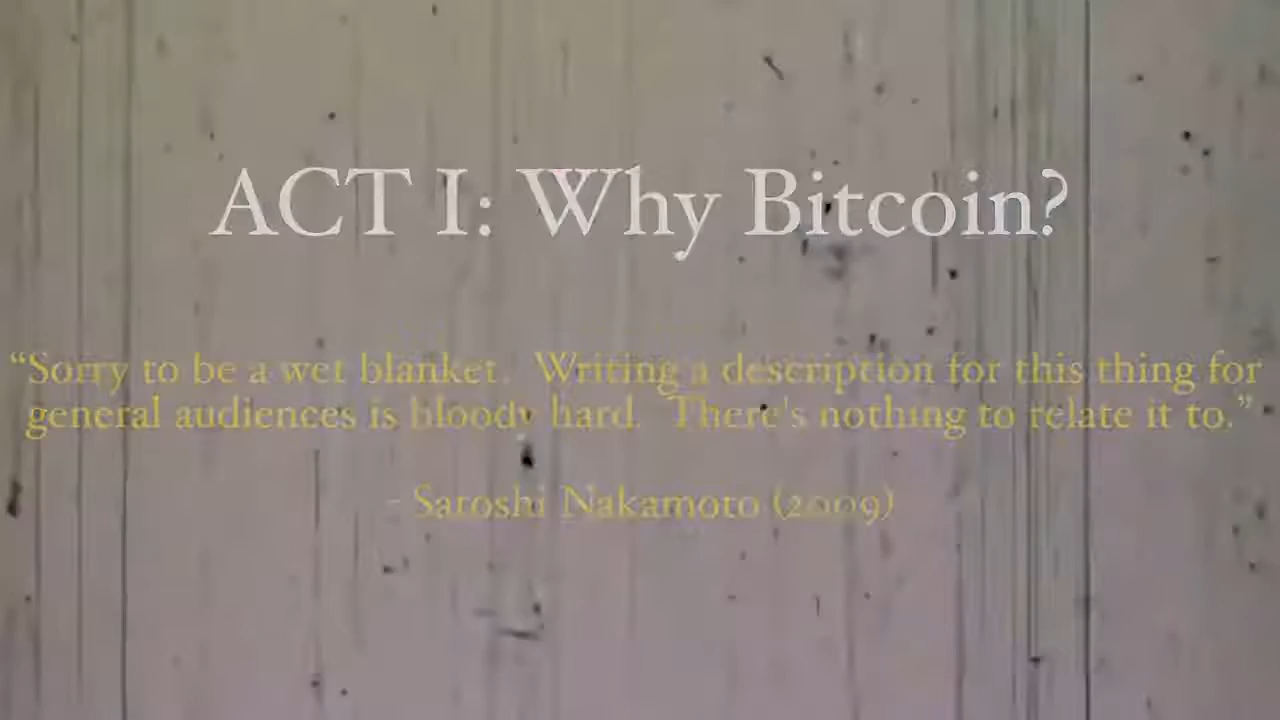 ACT I: Why Bitcoin?
“Sorry to be a wet blanket.  Writing a description for this thing for
general audiences is bloody hard.  There's nothing to relate it to.”
- Satoshi Nakamoto (2009)